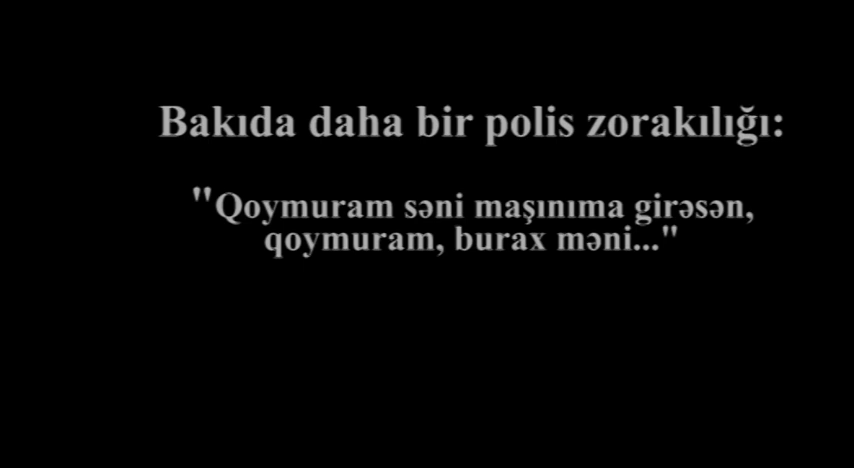 Bakıda daha bir polis zorakılığı:
"Qoymuram səni maşınıma girəsən,
qoymuram, burax məni..."